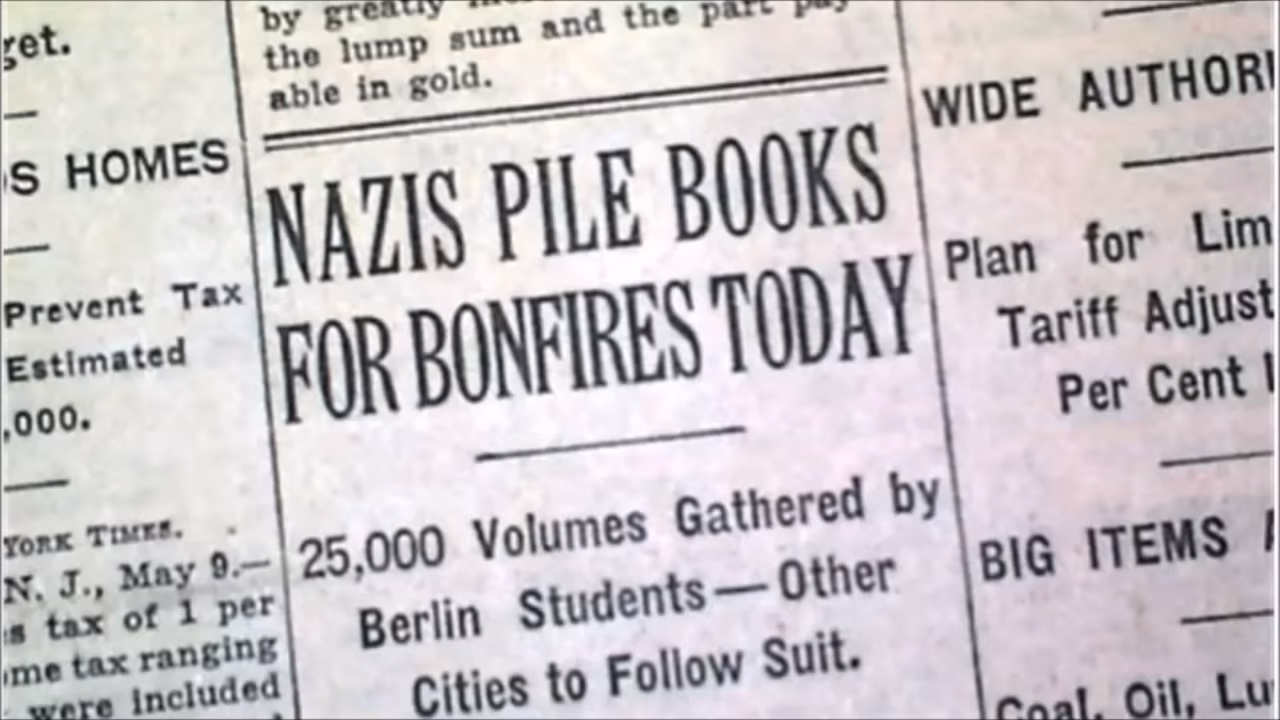 get.
S HOMES
Prevent Tax
Estimated
,000.
YORK TIMES.
N. J., May 9.—
s tax of 1 per
me tax ranging
were included
by greatly
the lump sum and the part pay
able in gold.
NAZIS PILE BOOKS
FOR BONFIRES TODAY
25,000 Volumes Gathered by
Berlin Students—Other
Cities to Follow Suit.
WIDE AUTHORI
Plan for Lim
Tariff Adjust
Per Cent
BIG ITEMS
Coal, Oil, Lu